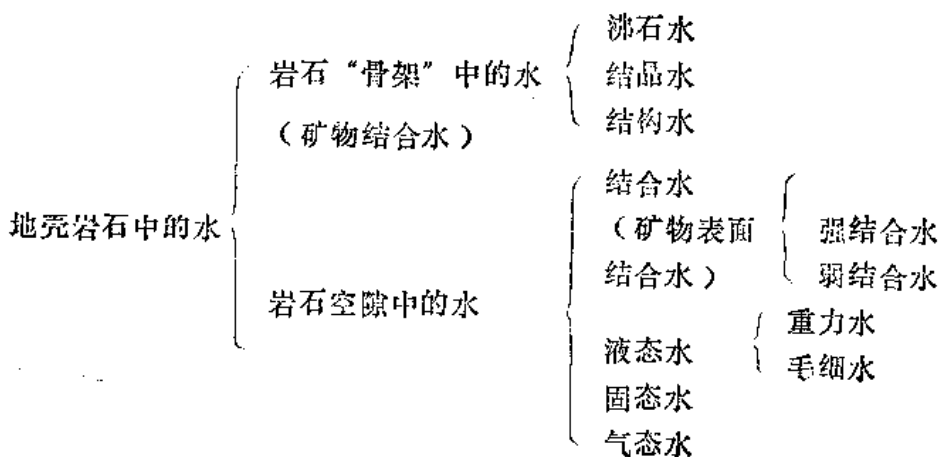 沸石水
岩石“骨架”中的水
结晶水
（矿物结合水）
结构水
地壳岩石中的水
岩石空隙中的水
结合水
（矿物表面
结合水）
强结合水
弱结合水
液态水
重力水
毛细水
固态水
气态水